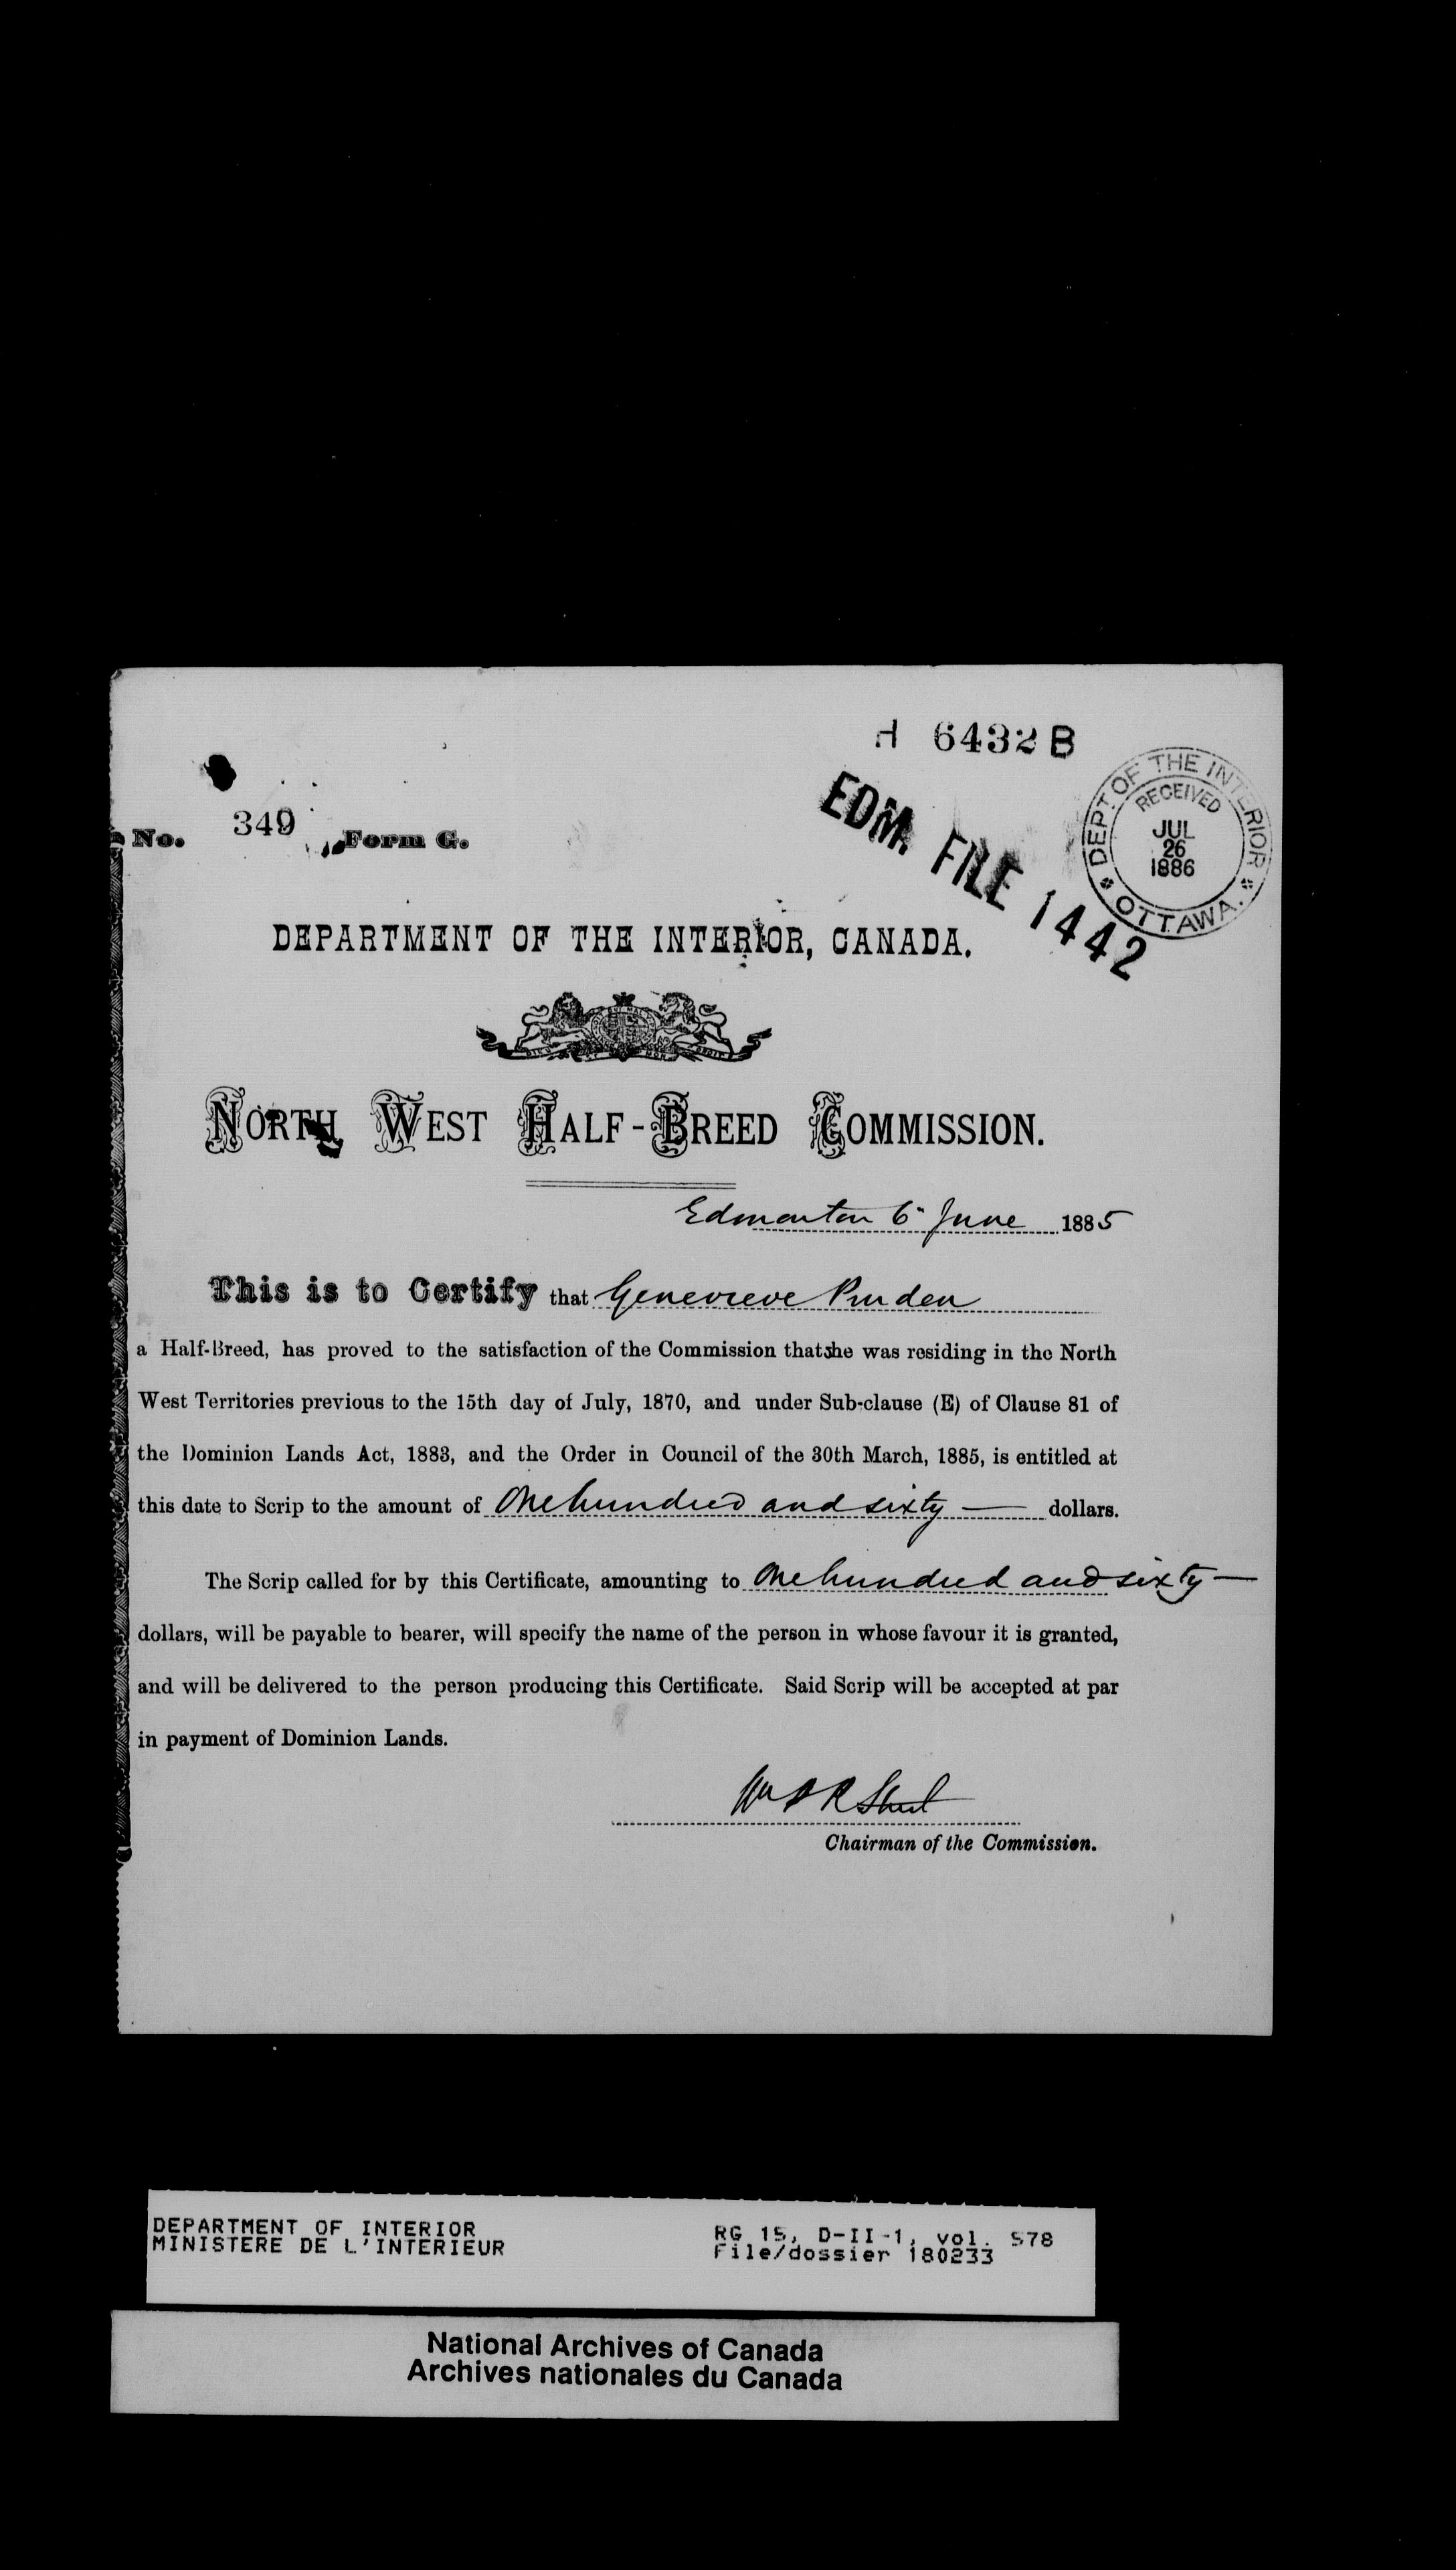 H 6432 B
EDM. FILE 1442
DEPT OF THE INTERIOR
RECEIVED
JUL
26
1886
OTTAWA.
No. 349 Form G.
DEPARTMENT OF THE INTERIOR, CANADA.
NORTH WEST HALF-BREED COMMISSION.
Edmonton 6 June 1885
This is to Certify that Genevieve Pruden
a Half-Breed, has proved to the satisfaction of the Commission that she was residing in the North
West Territories previous to the 15th day of July, 1870, and under Sub-clause (E) of Clause 81 of
the Dominion Lands Act, 1883, and the Order in Council of the 30th March, 1885, is entitled at
this date to Scrip to the amount of One hundred and sixty — dollars.
The Scrip called for by this Certificate, amounting to One hundred and sixty —
dollars, will be payable to bearer, will specify the name of the person in whose favour it is granted,
and will be delivered to the person producing this Certificate. Said Scrip will be accepted at par
in payment of Dominion Lands.
Chairman of the Commission.
DEPARTMENT OF INTERIOR
MINISTERE DE L'INTERIEUR
RG 15, D-II-1, vol. 578
File/dossier 180233
National Archives of Canada
Archives nationales du Canada